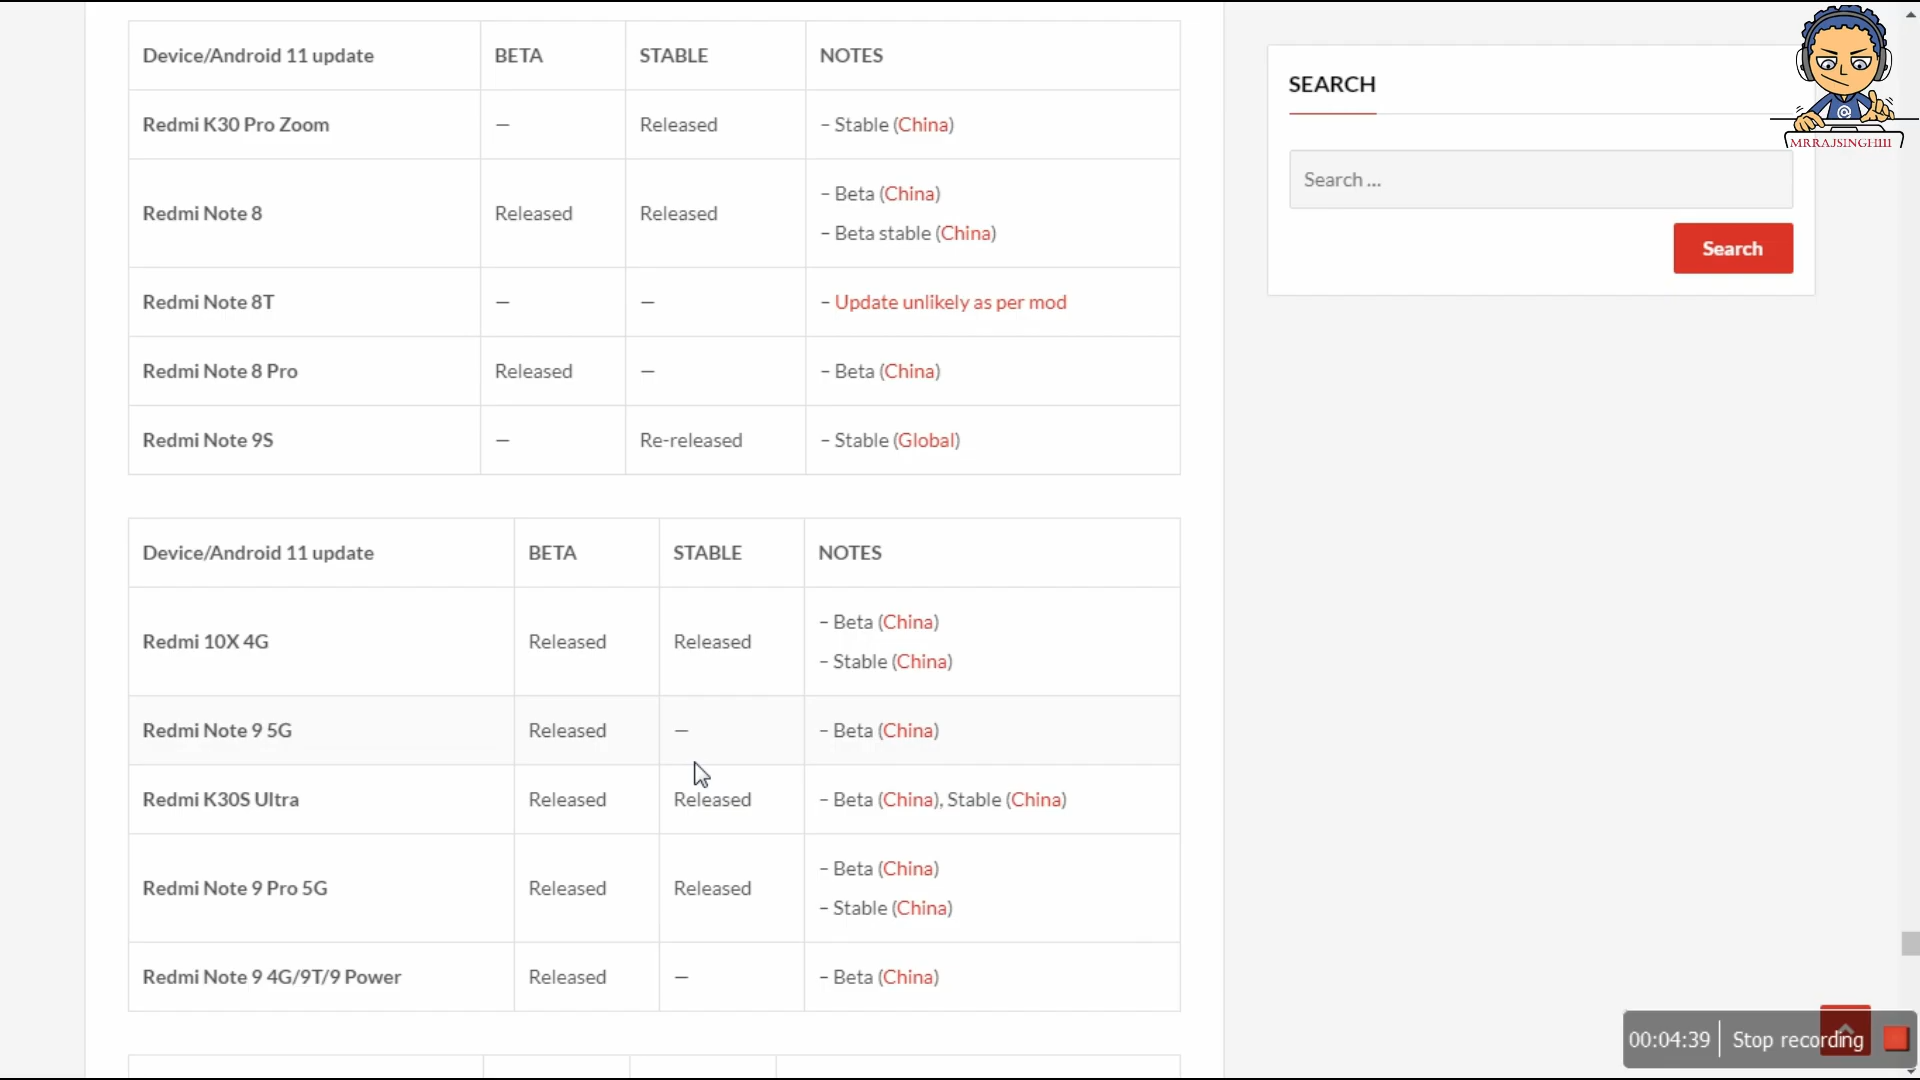 Device/Android 11 update BETA STABLE NOTES
Redmi K30 Pro Zoom — Released – Stable (China)
Redmi Note 8 Released Released – Beta (China)
– Beta stable (China)
Redmi Note 8T — — – Update unlikely as per mod
Redmi Note 8 Pro Released — – Beta (China)
Redmi Note 9S — Re-released – Stable (Global)
Device/Android 11 update BETA STABLE NOTES
Redmi 10X 4G Released Released – Beta (China)
– Stable (China)
Redmi Note 9 5G Released — – Beta (China)
Redmi K30S Ultra Released Released – Beta (China), Stable (China)
Redmi Note 9 Pro 5G Released Released – Beta (China)
– Stable (China)
Redmi Note 9 4G/9T/9 Power Released — – Beta (China)
SEARCH
Search ...
Search
@
MRRAJSINGH111
00:04:39 Stop recording